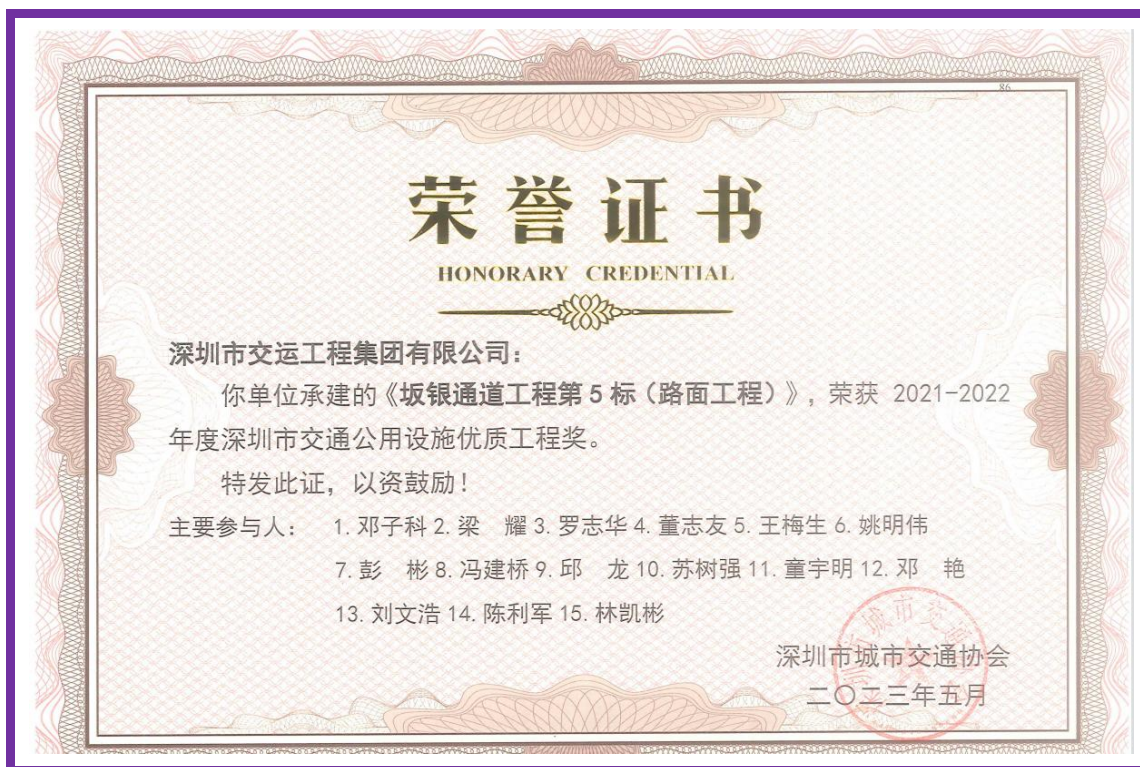 86
荣誉证书
HONORARY CREDENTIAL
深圳市交运工程集团有限公司：
你单位承建的《坂银通道工程第5标（路面工程）》，荣获 2021-2022
年度深圳市交通公用设施优质工程奖。
特发此证，以资鼓励！
主要参与人： 1.邓子科 2.梁　耀 3.罗志华 4.董志友 5.王梅生 6.姚明伟
7.彭　彬 8.冯建桥 9.邱　龙 10.苏树强 11.童宇明 12.邓　艳
13.刘文浩 14.陈利军 15.林凯彬
深圳市城市交通协会
二〇二三年五月